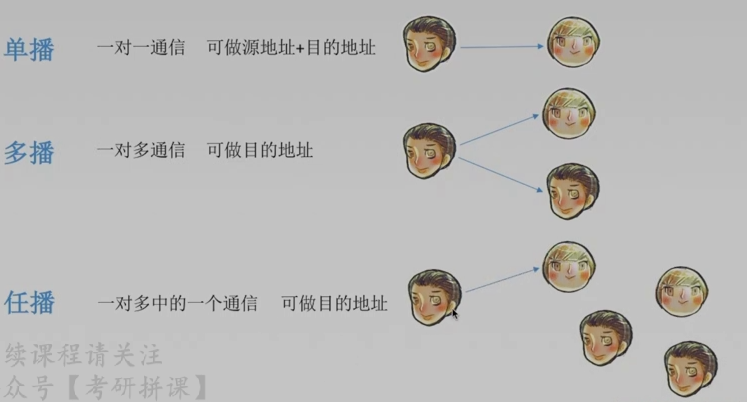 单播 一对一通信 可做源地址+目的地址
多播 一对多通信 可做目的地址
任播 一对多中的一个通信 可做目的地址
续课程请关注
众号【考研拼课】